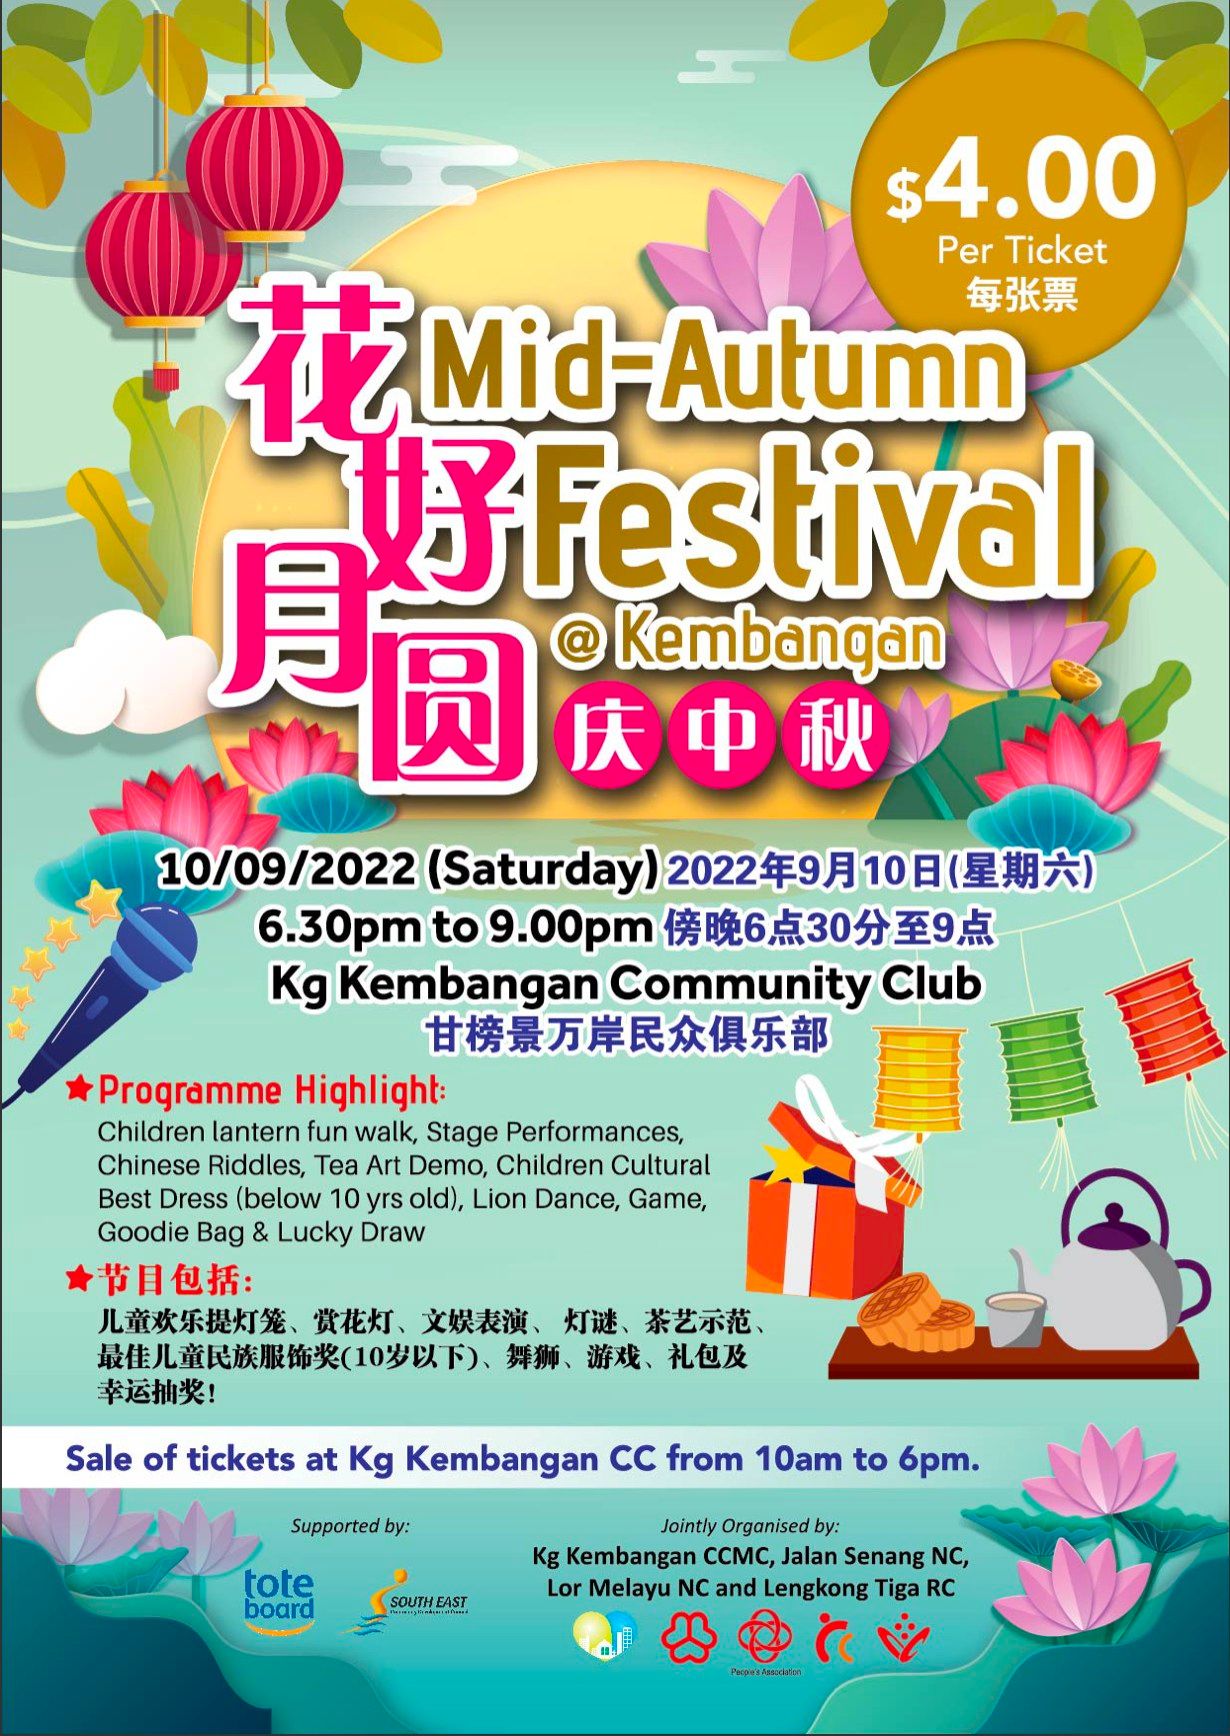 $4.00
Per Ticket
每张票
花好月圆
Mid-Autumn
Festival
@ Kembangan
庆中秋
10/09/2022 (Saturday) 2022年9月10日(星期六)
6.30pm to 9.00pm 傍晚6点30分至9点
Kg Kembangan Community Club
甘榜景万岸民众俱乐部
Programme Highlight:
Children lantern fun walk, Stage Performances,
Chinese Riddles, Tea Art Demo, Children Cultural
Best Dress (below 10 yrs old), Lion Dance, Game,
Goodie Bag & Lucky Draw
节目包括:
儿童欢乐提灯笼、赏花灯、文娱表演、 灯谜、茶艺示范、
最佳儿童民族服饰奖(10岁以下)、舞狮、游戏、礼包及
幸运抽奖!
Sale of tickets at Kg Kembangan CC from 10am to 6pm.
Supported by:
tote
board
SOUTH EAST
Jointly Organised by:
Kg Kembangan CCMC, Jalan Senang NC,
Lor Melayu NC and Lengkong Tiga RC
People's Association